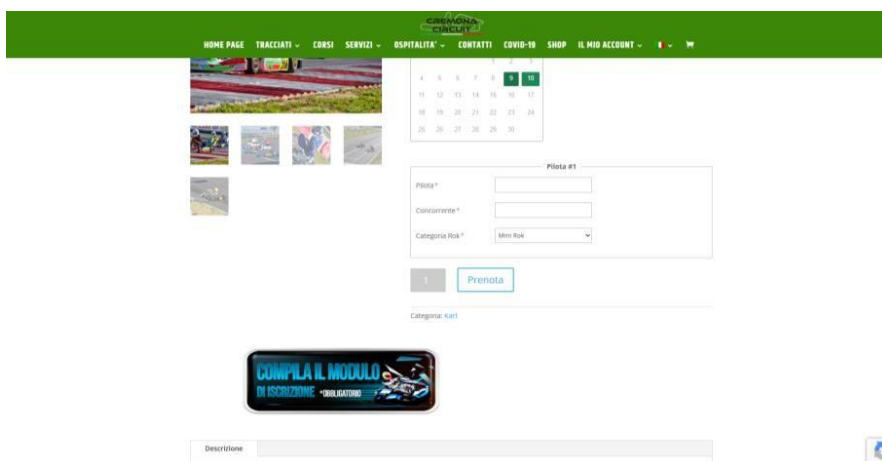 CREMONA
CIRCUIT
HOME PAGE TRACCIATI CORSI SERVIZI OSPITALITA' CONTATTI COVID-19 SHOP IL MIO ACCOUNT
1 2 3
4 5 6 7 8 9 10
11 12 13 14 15 16 17
18 19 20 21 22 23 24
25 26 27 28 29 30
Pilota #1
Pilota *
Concorrente *
Categoria Rok * Mini Rok
1 Prenota
Categoria: Kart
COMPILA IL MODULO
DI ISCRIZIONE *OBBLIGATORIO
Descrizione